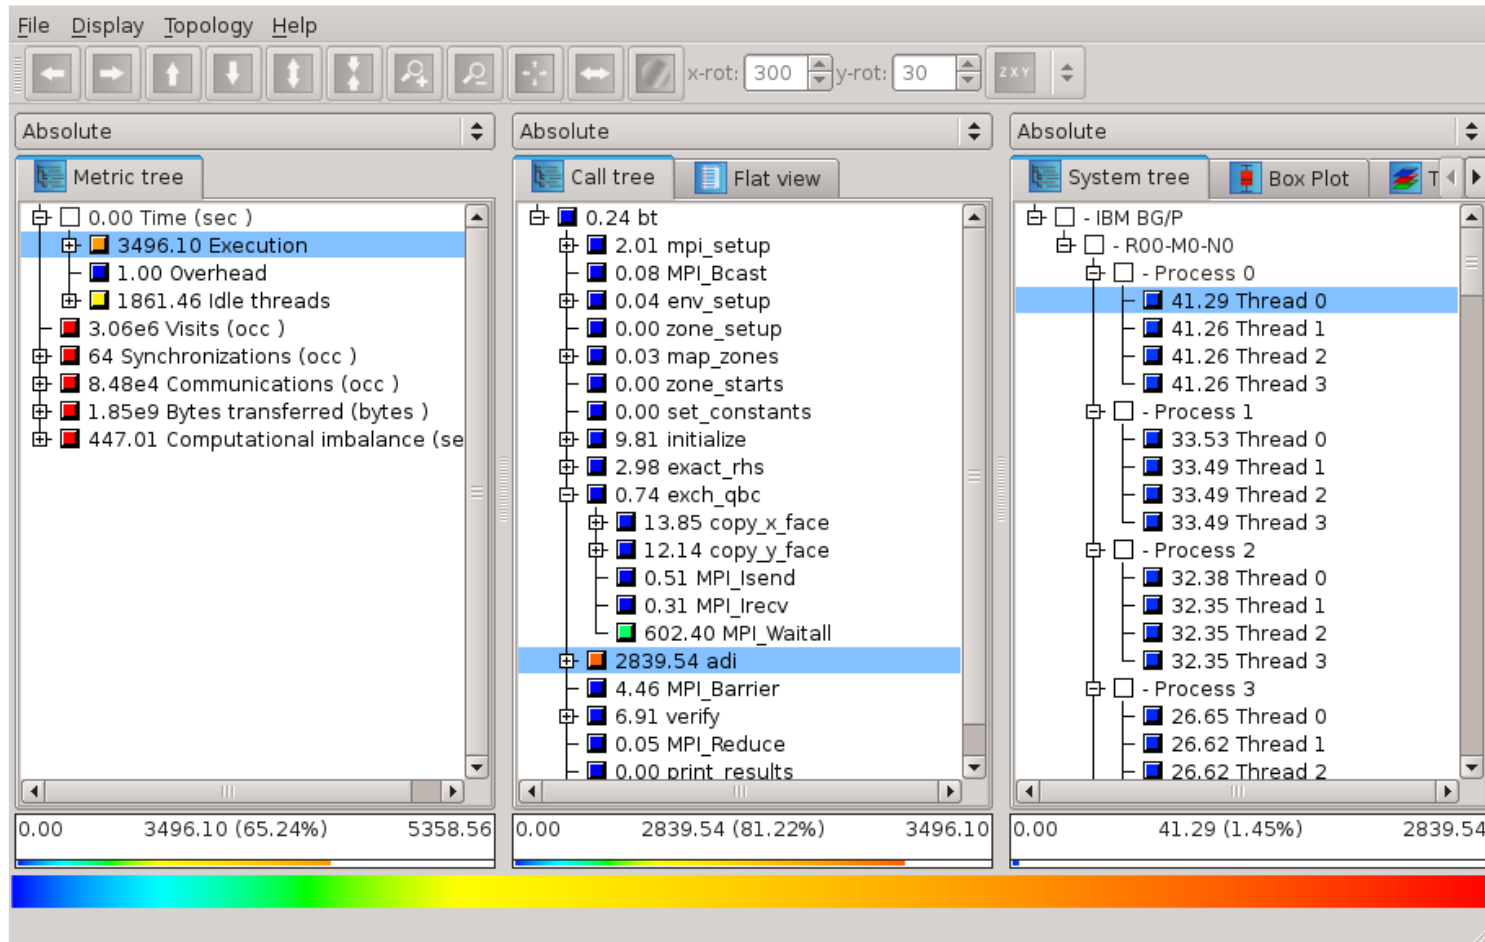 File Display Topology Help
x-rot: 300 y-rot: 30 ZXY
Absolute
Metric tree
0.00 Time (sec )
3496.10 Execution
1.00 Overhead
1861.46 Idle threads
3.06e6 Visits (occ )
64 Synchronizations (occ )
8.48e4 Communications (occ )
1.85e9 Bytes transferred (bytes )
447.01 Computational imbalance (se
0.00 3496.10 (65.24%) 5358.56
Absolute
Call tree Flat view
0.24 bt
2.01 mpi_setup
0.08 MPI_Bcast
0.04 env_setup
0.00 zone_setup
0.03 map_zones
0.00 zone_starts
0.00 set_constants
9.81 initialize
2.98 exact_rhs
0.74 exch_qbc
13.85 copy_x_face
12.14 copy_y_face
0.51 MPI_Isend
0.31 MPI_Irecv
602.40 MPI_Waitall
2839.54 adi
4.46 MPI_Barrier
6.91 verify
0.05 MPI_Reduce
0.00 print_results
0.00 2839.54 (81.22%) 3496.10
Absolute
System tree Box Plot T
- IBM BG/P
- R00-M0-N0
- Process 0
41.29 Thread 0
41.26 Thread 1
41.26 Thread 2
41.26 Thread 3
- Process 1
33.53 Thread 0
33.49 Thread 1
33.49 Thread 2
33.49 Thread 3
- Process 2
32.38 Thread 0
32.35 Thread 1
32.35 Thread 2
32.35 Thread 3
- Process 3
26.65 Thread 0
26.62 Thread 1
26.62 Thread 2
0.00 41.29 (1.45%) 2839.54